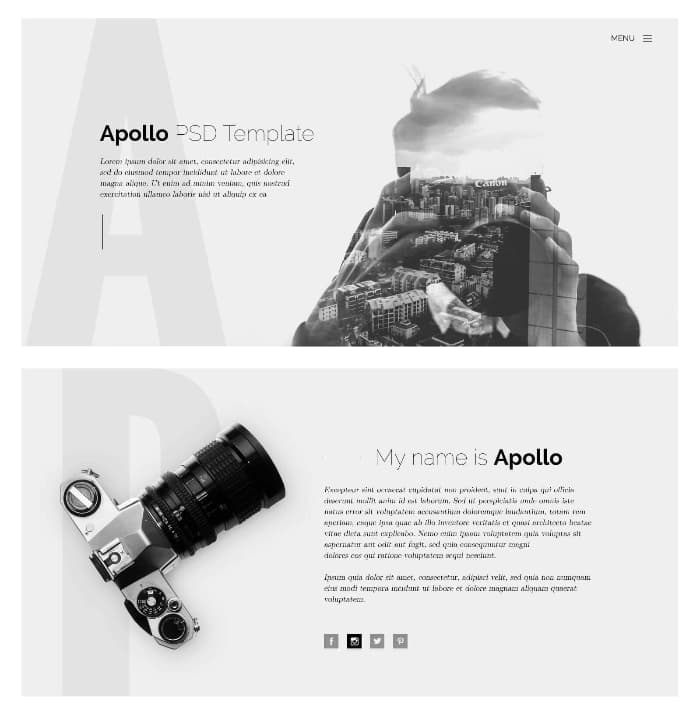 MENU
Apollo PSD Template
Lorem ipsum dolor sit amet, consectetur adipisicing elit,
sed do eiusmod tempor incididunt ut labore et dolore
magna aliqua. Ut enim ad minim veniam, quis nostrud
exercitation ullamco laboris nisi ut aliquip ex ea
Canon
A
My name is Apollo
Excepteur sint occaecat cupidatat non proident, sunt in culpa qui officia
deserunt mollit anim id est laborum. Sed ut perspiciatis unde omnis iste
natus error sit voluptatem accusantium doloremque laudantium, totam rem
aperiam, eaque ipsa quae ab illo inventore veritatis et quasi architecto beatae
vitae dicta sunt explicabo. Nemo enim ipsam voluptatem quia voluptas sit
aspernatur aut odit aut fugit, sed quia consequuntur magni
dolores eos qui ratione voluptatem sequi nesciunt.
Ipsum quia dolor sit amet, consectetur, adipisci velit, sed quia non numquam
eius modi tempora incidunt ut labore et dolore magnam aliquam quaerat
voluptatem.
P